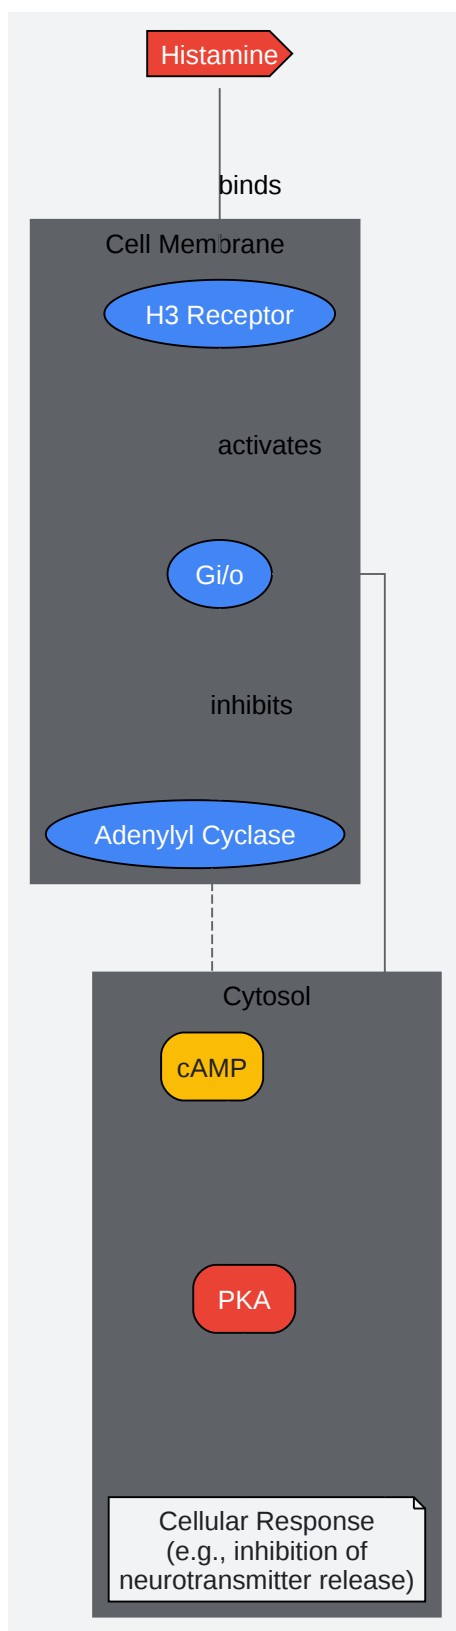 Histamine
binds
Cell Membrane
H3 Receptor
activates
Gi/o
inhibits
Adenylyl Cyclase
Cytosol
cAMP
PKA
Cellular Response
(e.g., inhibition of
neurotransmitter release)